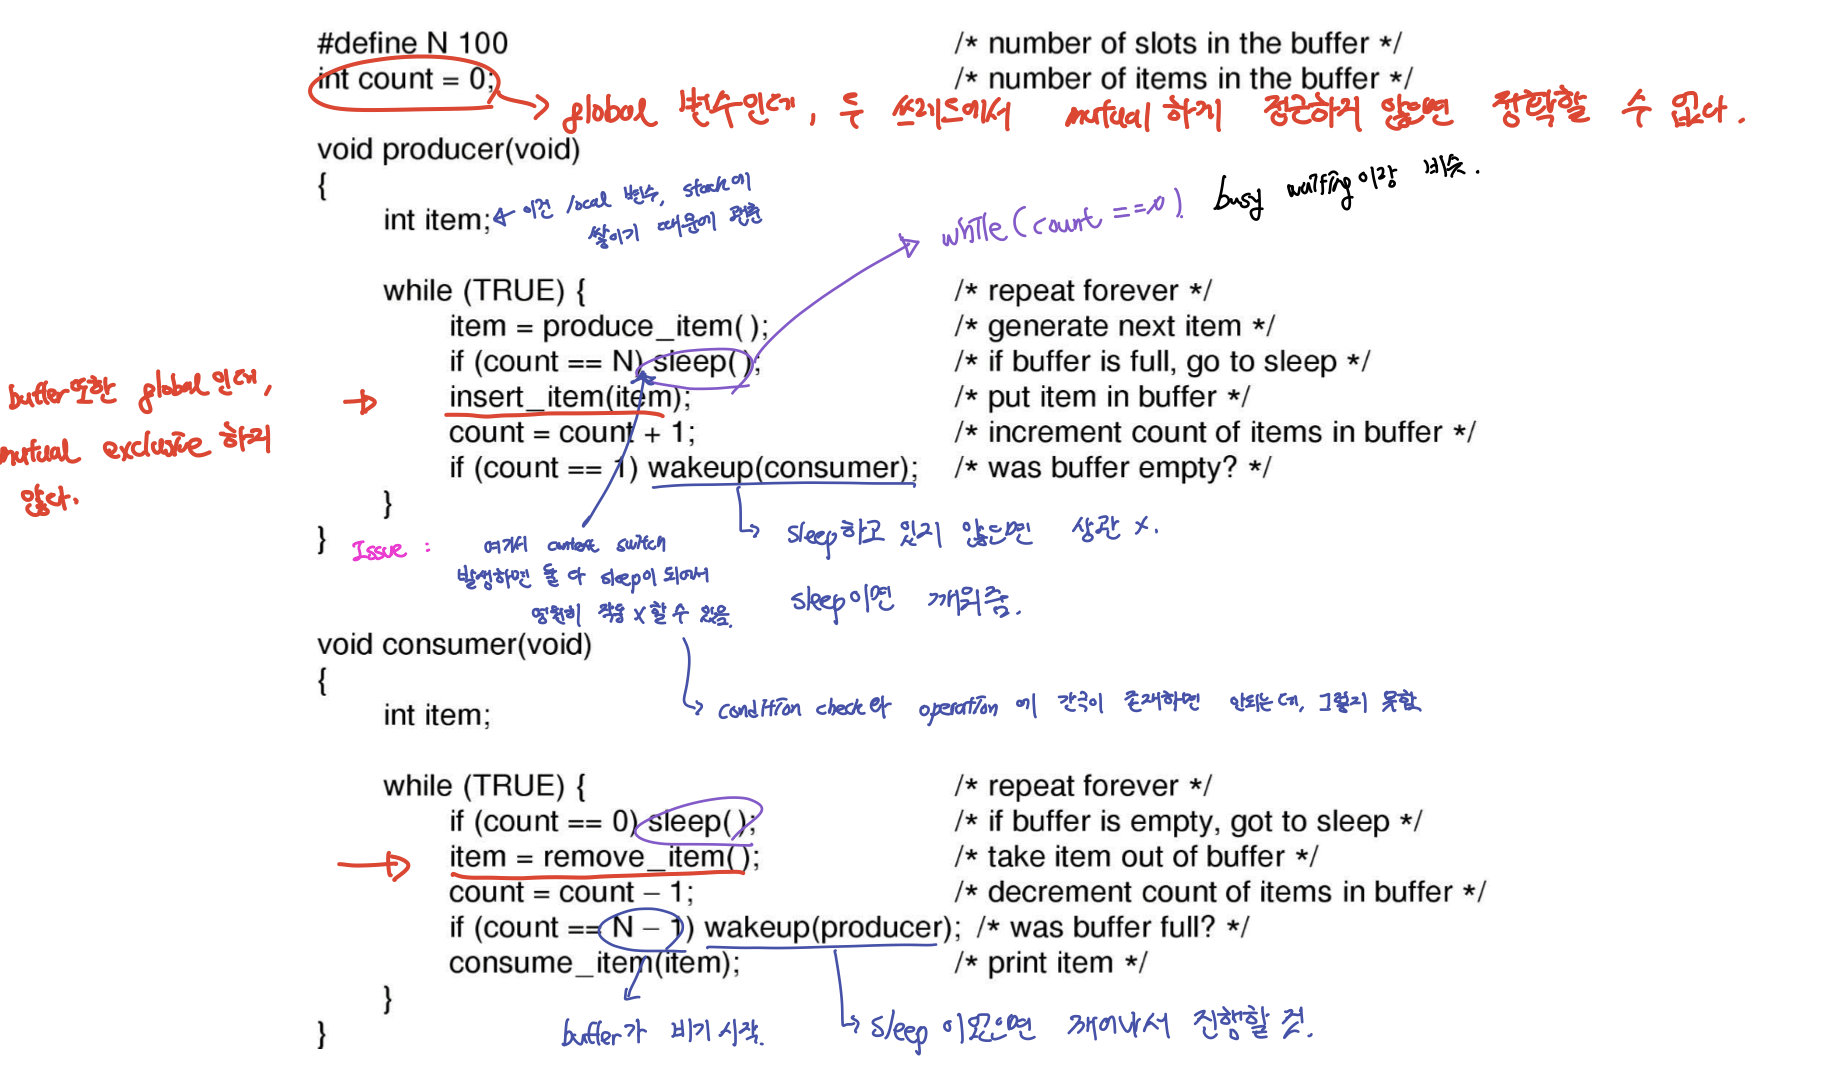 #define N 100 /* number of slots in the buffer */
int count = 0; /* number of items in the buffer */
global 변수인데, 두 쓰레드에서 mutual 하게 접근하지 않으면 정확할 수 없다.
void producer(void)
{
int item;
이건 local 변수, stack에
쌓이기 때문에 괜춘
while(count == 0)
busy waiting이랑 비슷.
while (TRUE) { /* repeat forever */
item = produce_item( ); /* generate next item */
if (count == N) sleep( ); /* if buffer is full, go to sleep */
insert_item(item); /* put item in buffer */
count = count + 1; /* increment count of items in buffer */
if (count == 1) wakeup(consumer); /* was buffer empty? */
}
}
buffer또한 global인데,
mutual exclusive 하지
않다.
sleep하고 있지 않으면 상관 X.
sleep이면 깨워줌.
Issue : 여기서 context switch
발생하면 둘 다 sleep이 되어서
영원히 작동 X 할 수 있음.
condition check와 operation 에 간극이 존재하면 안되는데, 그렇지 못함
void consumer(void)
{
int item;
while (TRUE) { /* repeat forever */
if (count == 0) sleep( ); /* if buffer is empty, got to sleep */
item = remove_item( ); /* take item out of buffer */
count = count – 1; /* decrement count of items in buffer */
if (count == N – 1) wakeup(producer); /* was buffer full? */
consume_item(item); /* print item */
}
}
buffer가 비기 시작.
sleep 이었으면 깨어나서 진행할 것.